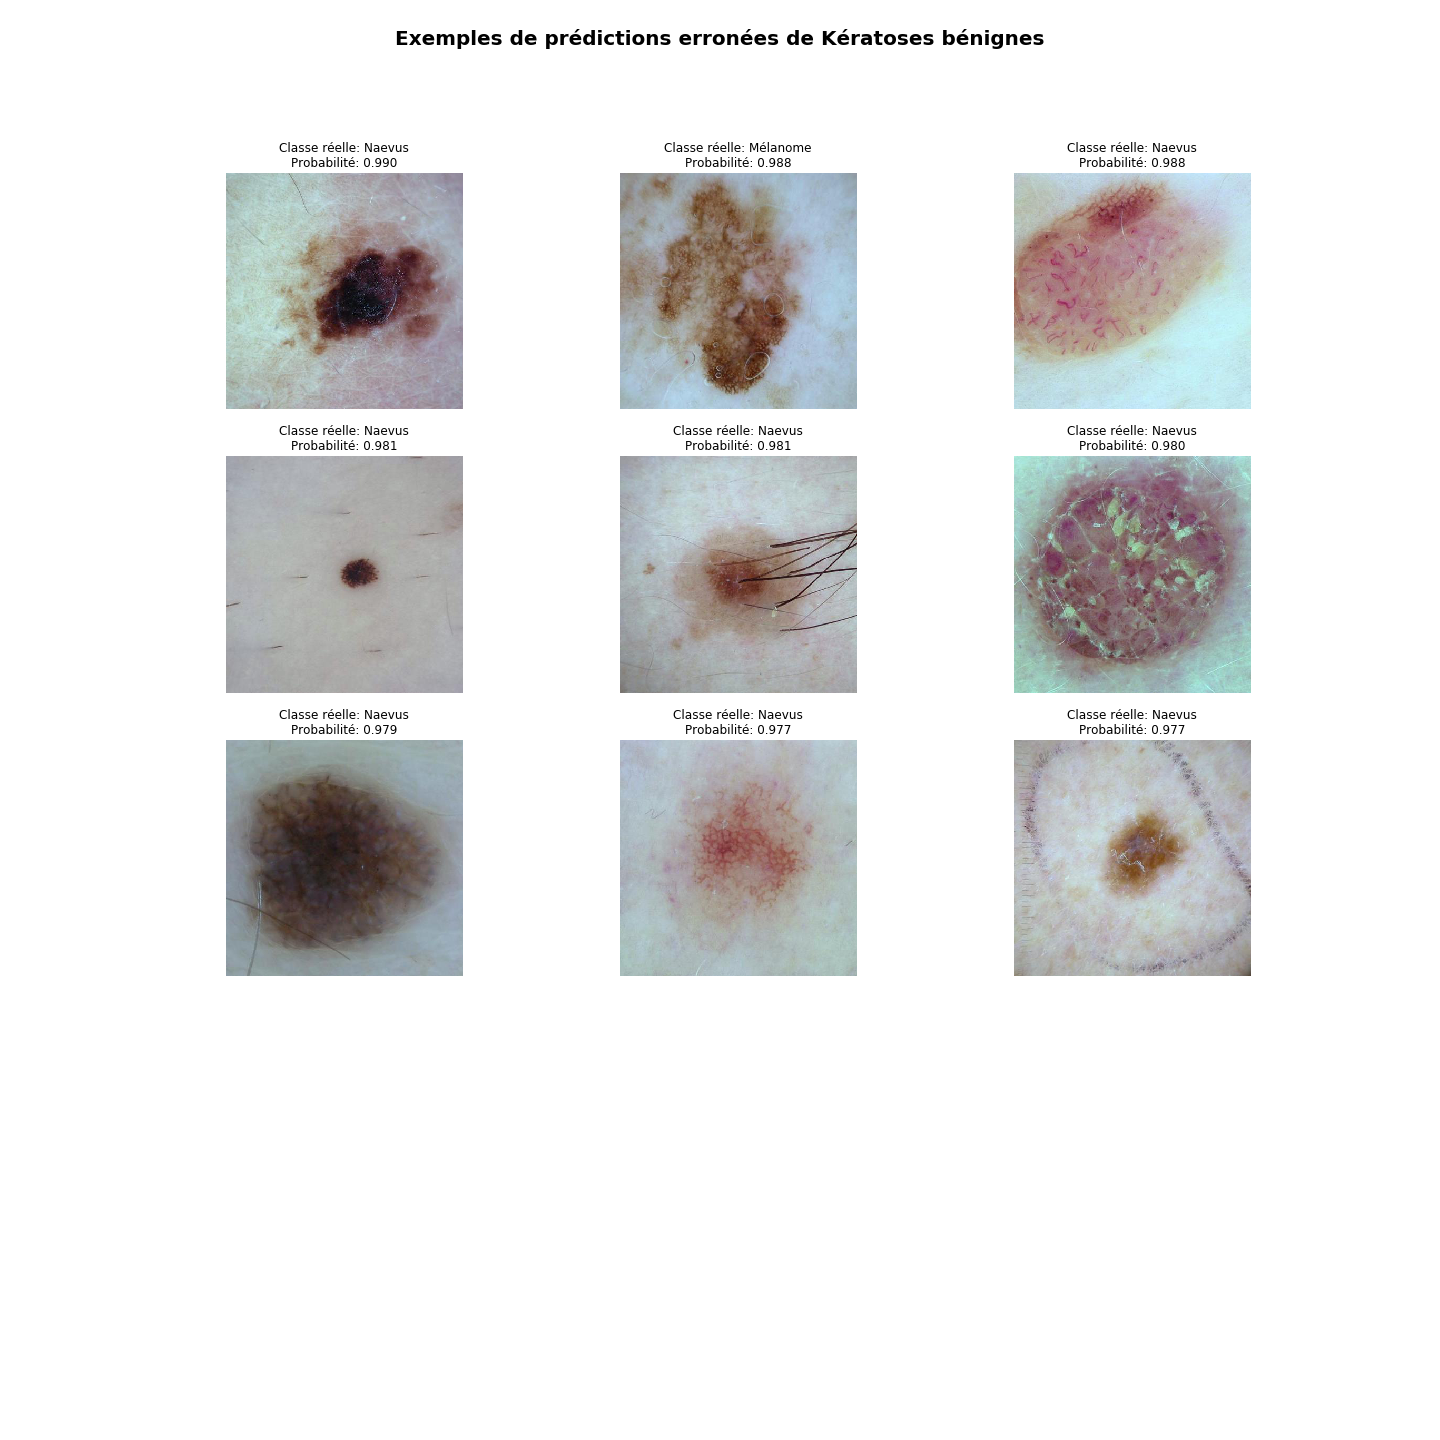 Exemples de prédictions erronées de Kératoses bénignes
Classe réelle: Naevus
Probabilité: 0.990
Classe réelle: Mélanome
Probabilité: 0.988
Classe réelle: Naevus
Probabilité: 0.988
Classe réelle: Naevus
Probabilité: 0.981
Classe réelle: Naevus
Probabilité: 0.981
Classe réelle: Naevus
Probabilité: 0.980
Classe réelle: Naevus
Probabilité: 0.979
Classe réelle: Naevus
Probabilité: 0.977
Classe réelle: Naevus
Probabilité: 0.977